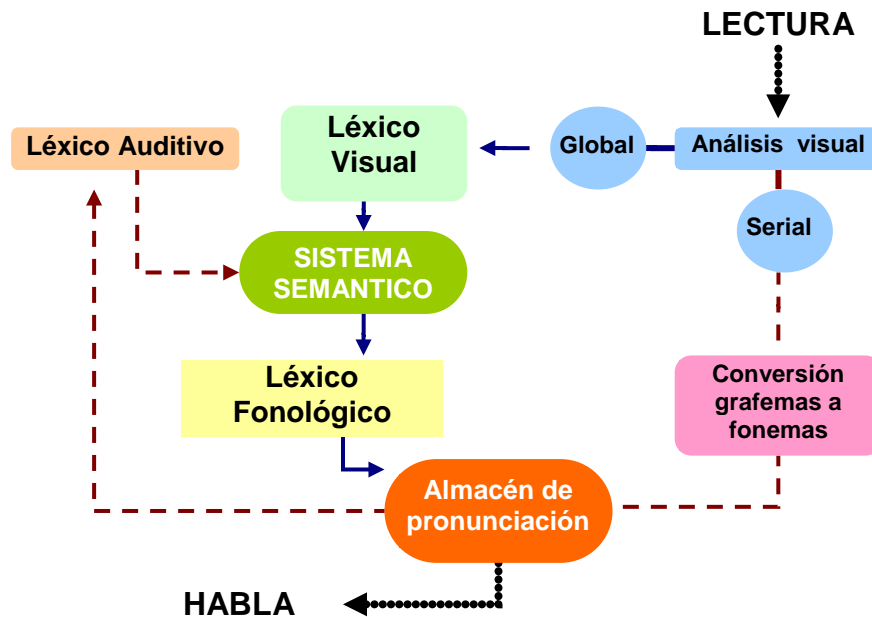 LECTURA
Léxico Auditivo
Léxico
Visual
Global
Análisis visual
Serial
SISTEMA
SEMANTICO
Léxico
Fonológico
Conversión
grafemas a
fonemas
Almacén de
pronunciación
HABLA